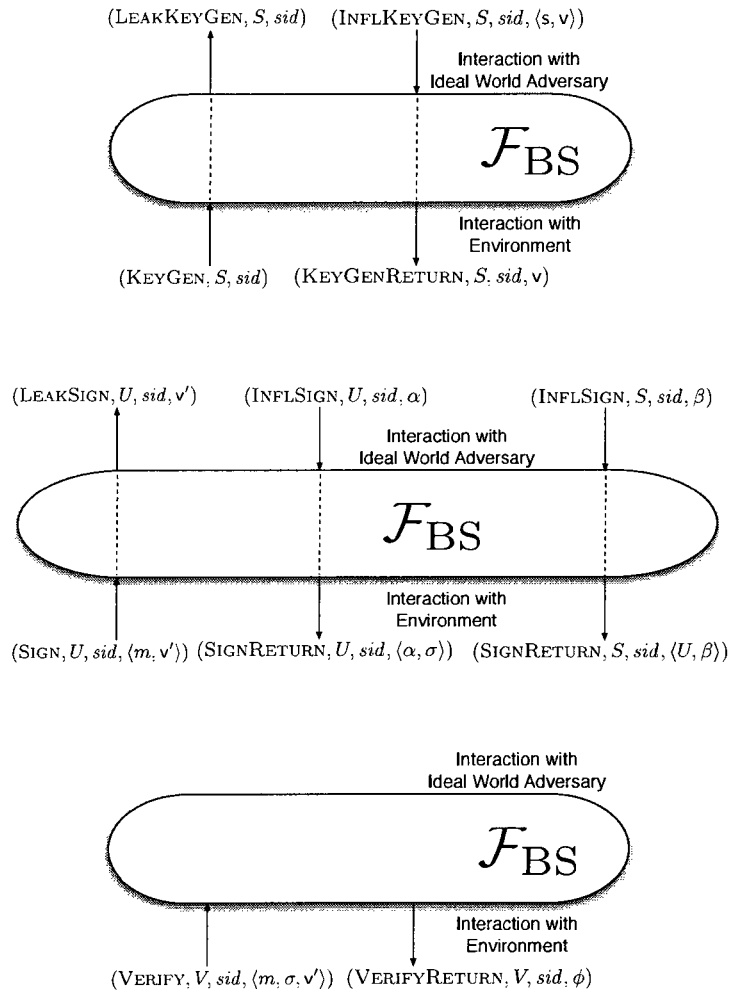 (LEAKKEYGEN, S, sid) (INFLKEYGEN, S, sid, ⟨s, v⟩)
Interaction with
Ideal World Adversary
F_BS
Interaction with
Environment
(KEYGEN, S, sid) (KEYGENRETURN, S, sid, v)
(LEAKSIGN, U, sid, v′) (INFLSIGN, U, sid, α) (INFLSIGN, S, sid, β)
Interaction with
Ideal World Adversary
F_BS
Interaction with
Environment
(SIGN, U, sid, ⟨m, v′⟩) (SIGNRETURN, U, sid, ⟨α, σ⟩) (SIGNRETURN, S, sid, ⟨U, β⟩)
Interaction with
Ideal World Adversary
F_BS
Interaction with
Environment
(VERIFY, V, sid, ⟨m, σ, v′⟩) (VERIFYRETURN, V, sid, φ)